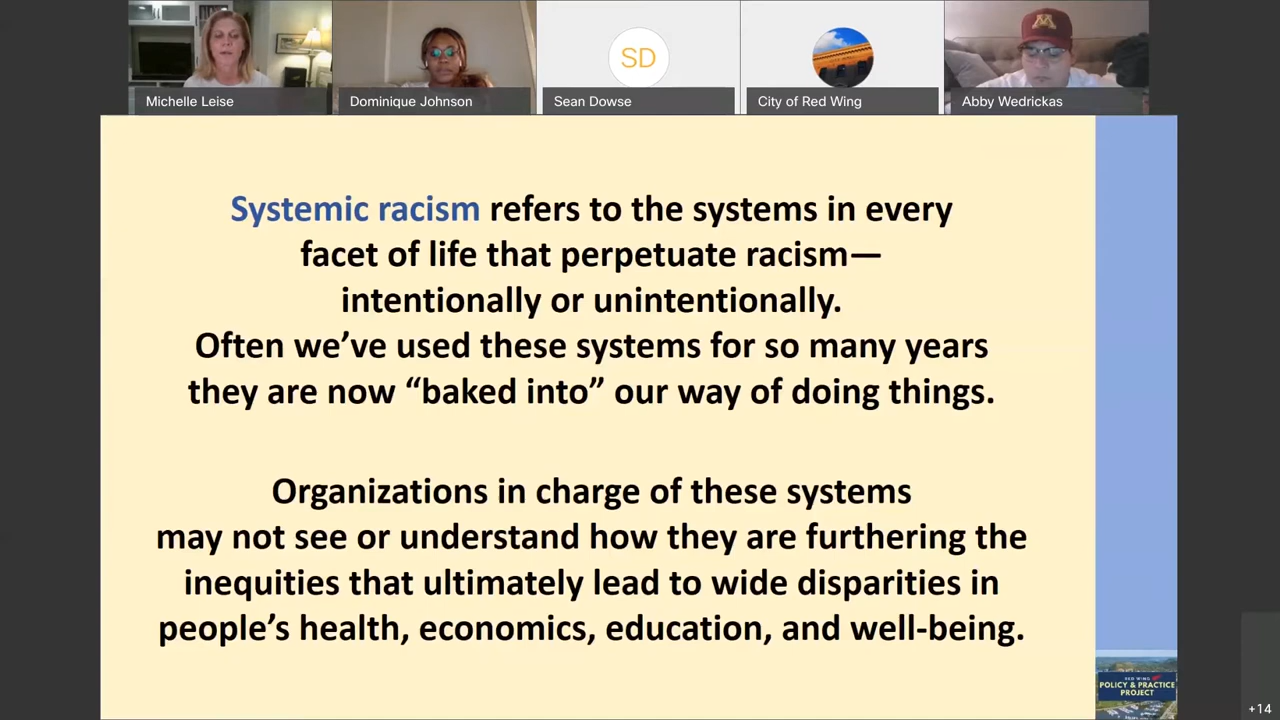 Michelle Leise
Dominique Johnson
SD
Sean Dowse
City of Red Wing
M
Abby Wedrickas
Systemic racism refers to the systems in every
facet of life that perpetuate racism—
intentionally or unintentionally.
Often we’ve used these systems for so many years
they are now “baked into” our way of doing things.
Organizations in charge of these systems
may not see or understand how they are furthering the
inequities that ultimately lead to wide disparities in
people’s health, economics, education, and well-being.
RED WING
POLICY & PRACTICE
PROJECT
+14